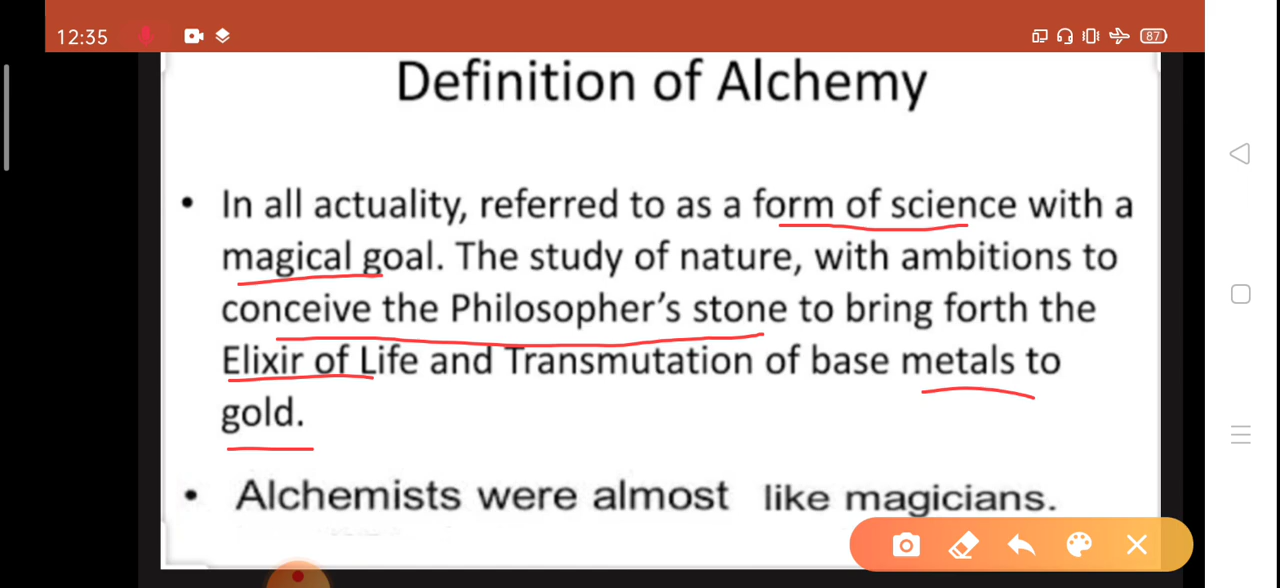 12:35
87
Definition of Alchemy
• In all actuality, referred to as a form of science with a
magical goal. The study of nature, with ambitions to
conceive the Philosopher's stone to bring forth the
Elixir of Life and Transmutation of base metals to
gold.
• Alchemists were almost like magicians.